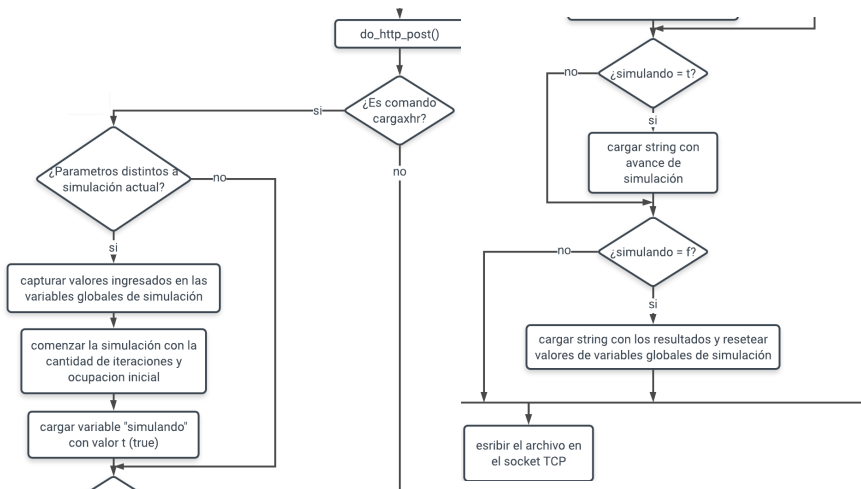 do_http_post()
¿Es comando
cargaxhr?
si
no
¿Parametros distintos a
simulación actual?
no
si
capturar valores ingresados en las
variables globales de simulación
comenzar la simulación con la
cantidad de iteraciones y
ocupacion inicial
cargar variable "simulando"
con valor t (true)
¿simulando = t?
no
si
cargar string con
avance de
simulación
¿simulando = f?
no
si
cargar string con los resultados y resetear
valores de variables globales de simulación
esribir el archivo en
el socket TCP